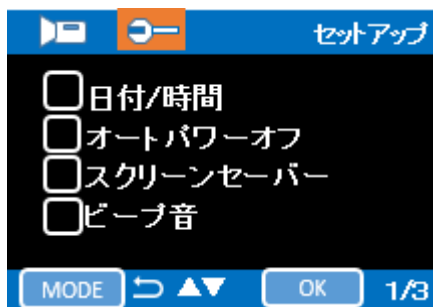 セットアップ
日付/時間
オートパワーオフ
スクリーンセーバー
ビープ音
MODE OK 1/3